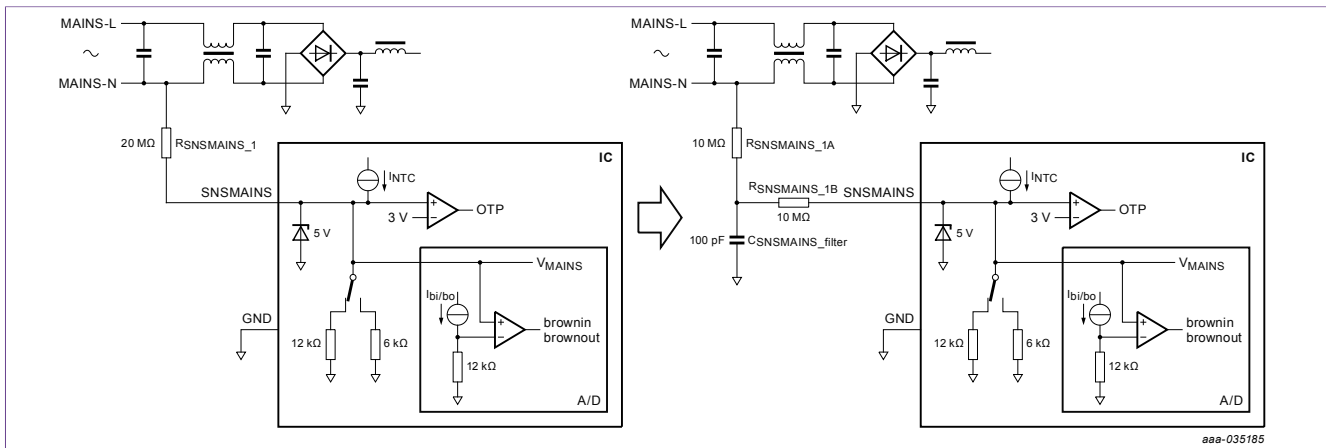 MAINS-L
MAINS-N
20 MΩ
RSNSMAINS_1
IC
SNSMAINS
INTC
3 V
OTP
5 V
VMAINS
Ibi/bo
GND
12 kΩ
6 kΩ
12 kΩ
brownin
brownout
A/D
MAINS-L
MAINS-N
10 MΩ
RSNSMAINS_1A
RSNSMAINS_1B
10 MΩ
100 pF
CSNSMAINS_filter
IC
SNSMAINS
INTC
3 V
OTP
5 V
VMAINS
Ibi/bo
GND
12 kΩ
6 kΩ
12 kΩ
brownin
brownout
A/D
aaa-035185